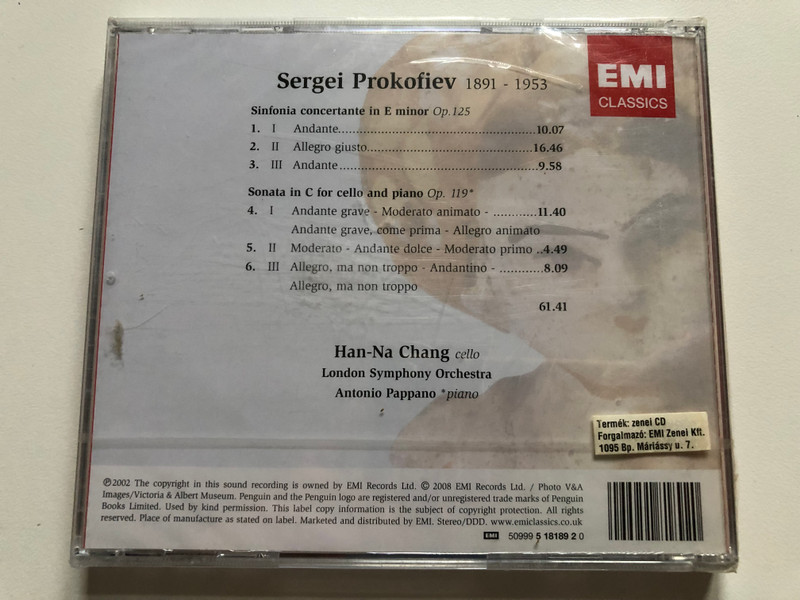 EMI
CLASSICS
Sergei Prokofiev 1891 - 1953
Sinfonia concertante in E minor Op.125
1. I Andante..........................................................10.07
2. II Allegro giusto..................................................16.46
3. III Andante..........................................................9.58
Sonata in C for cello and piano Op. 119*
4. I Andante grave - Moderato animato - ............11.40
Andante grave, come prima - Allegro animato
5. II Moderato - Andante dolce - Moderato primo ..4.49
6. III Allegro, ma non troppo - Andantino - ............8.09
Allegro, ma non troppo
61.41
Han-Na Chang cello
London Symphony Orchestra
Antonio Pappano *piano
Termék: zenei CD
Forgalmazó: EMI Zenei Kft.
1095 Bp. Máriássy u. 7.
℗2002 The copyright in this sound recording is owned by EMI Records Ltd. © 2008 EMI Records Ltd. / Photo V&A
Images/Victoria & Albert Museum. Penguin and the Penguin logo are registered and/or unregistered trade marks of Penguin
Books Limited. Used by kind permission. This label copy information is the subject of copyright protection. All rights
reserved. Place of manufacture as stated on label. Marketed and distributed by EMI. Stereo/DDD. www.emiclassics.co.uk
EMI 50999 5 18189 2 0